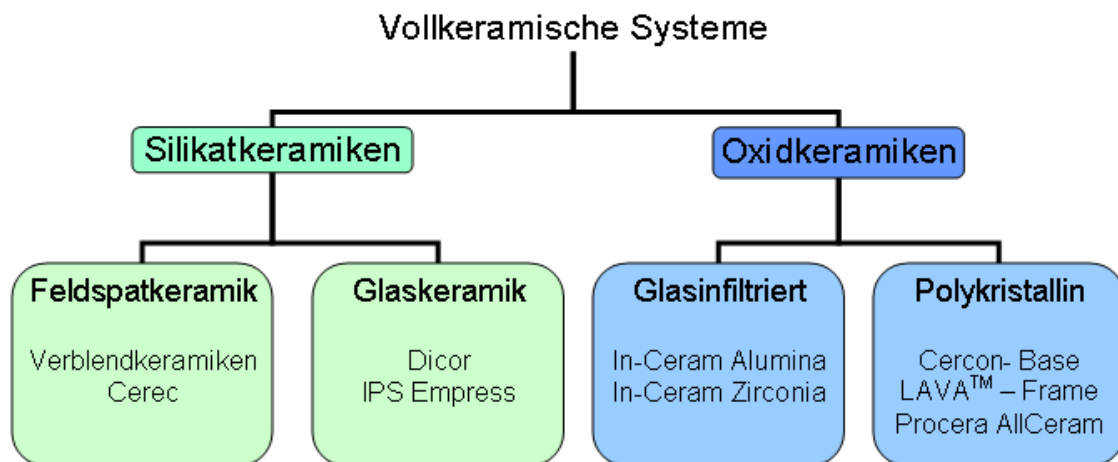 Vollkeramische Systeme
Silikatkeramiken
Oxidkeramiken
Feldspatkeramik
Verblendkeramiken
Cerec
Glaskeramik
Dicor
IPS Empress
Glasinfiltriert
In-Ceram Alumina
In-Ceram Zirconia
Polykristallin
Cercon- Base
LAVA™ – Frame
Procera AllCeram